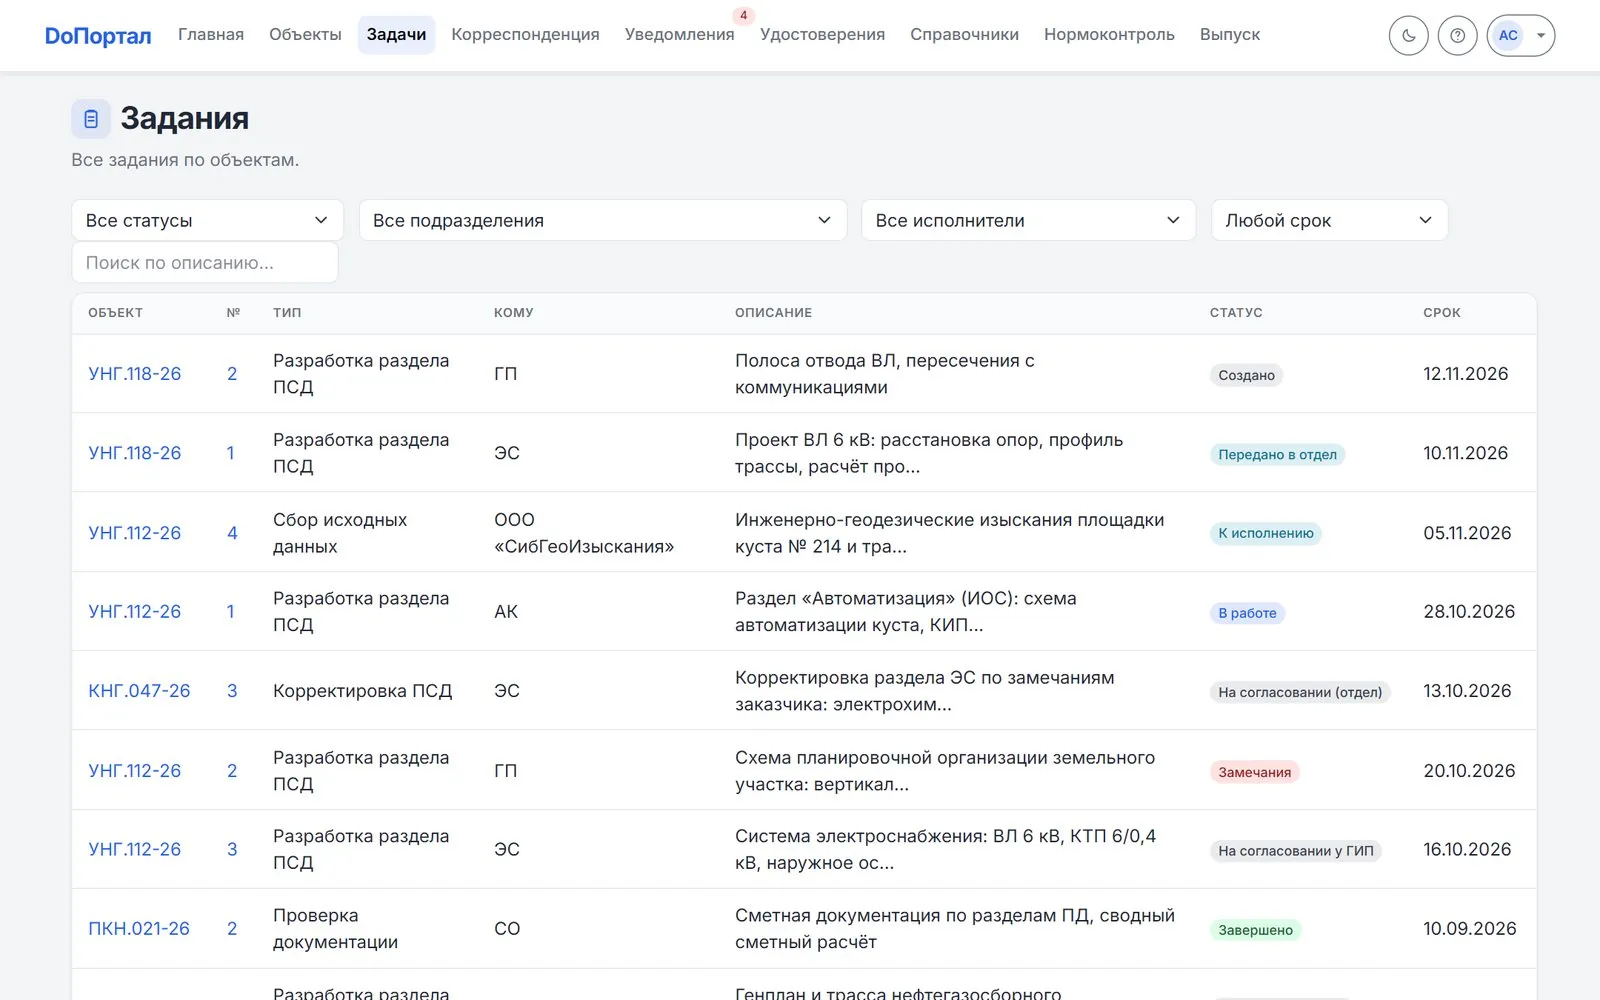 DoПортал Главная Объекты Задачи Корреспонденция Уведомления 4 Удостоверения Справочники Нормоконтроль Выпуск АС
Задания
Все задания по объектам.
Все статусы Все подразделения Все исполнители Любой срок
Поиск по описанию...
ОБЪЕКТ № ТИП КОМУ ОПИСАНИЕ СТАТУС СРОК
УНГ.118-26 2 Разработка раздела ПСД ГП Полоса отвода ВЛ, пересечения с коммуникациями Создано 12.11.2026
УНГ.118-26 1 Разработка раздела ПСД ЭС Проект ВЛ 6 кВ: расстановка опор, профиль трассы, расчёт про... Передано в отдел 10.11.2026
УНГ.112-26 4 Сбор исходных данных ООО «СибГеоИзыскания» Инженерно-геодезические изыскания площадки куста № 214 и тра... К исполнению 05.11.2026
УНГ.112-26 1 Разработка раздела ПСД АК Раздел «Автоматизация» (ИОС): схема автоматизации куста, КИП... В работе 28.10.2026
КНГ.047-26 3 Корректировка ПСД ЭС Корректировка раздела ЭС по замечаниям заказчика: электрохим... На согласовании (отдел) 13.10.2026
УНГ.112-26 2 Разработка раздела ПСД ГП Схема планировочной организации земельного участка: вертикал... Замечания 20.10.2026
УНГ.112-26 3 Разработка раздела ПСД ЭС Система электроснабжения: ВЛ 6 кВ, КТП 6/0,4 кВ, наружное ос... На согласовании у ГИП 16.10.2026
ПКН.021-26 2 Проверка документации СО Сметная документация по разделам ПД, сводный сметный расчёт Завершено 10.09.2026
Разработка раздела Генплан и трасса нефтегазосборного